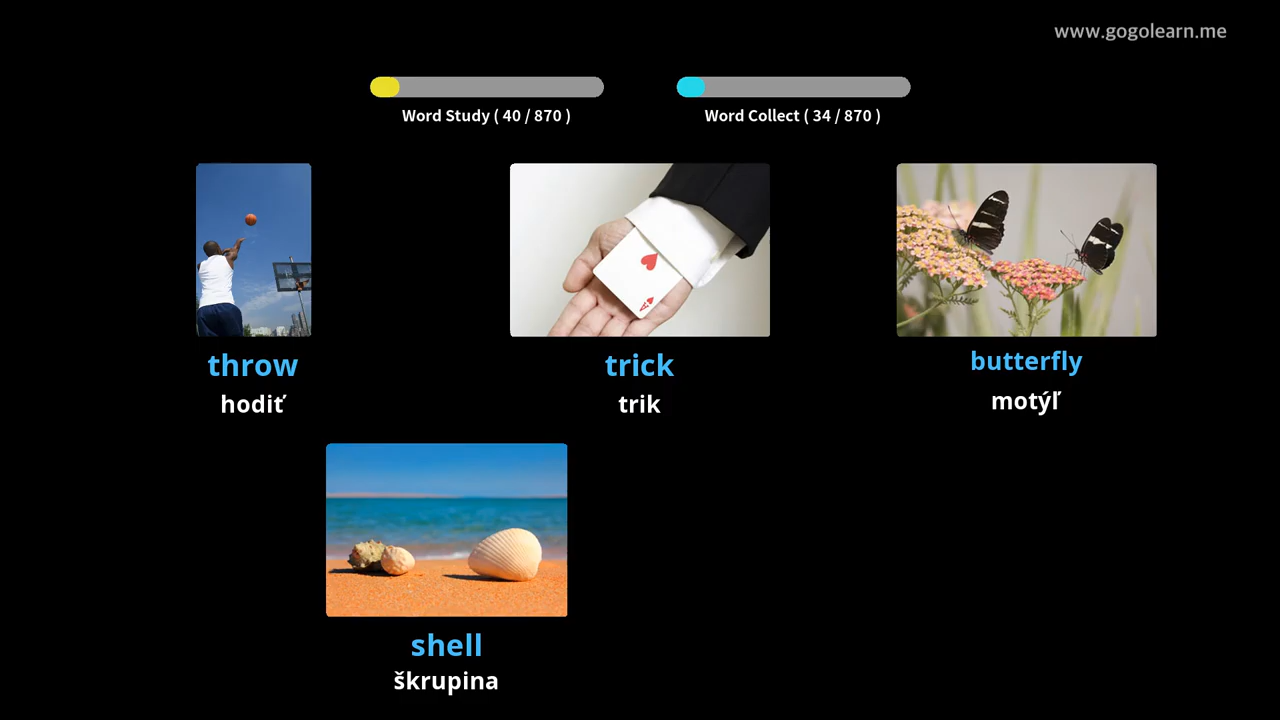 www.gogolearn.me
Word Study ( 40 / 870 )
Word Collect ( 34 / 870 )
throw
hodiť
trick
trik
butterfly
motýľ
shell
škrupina